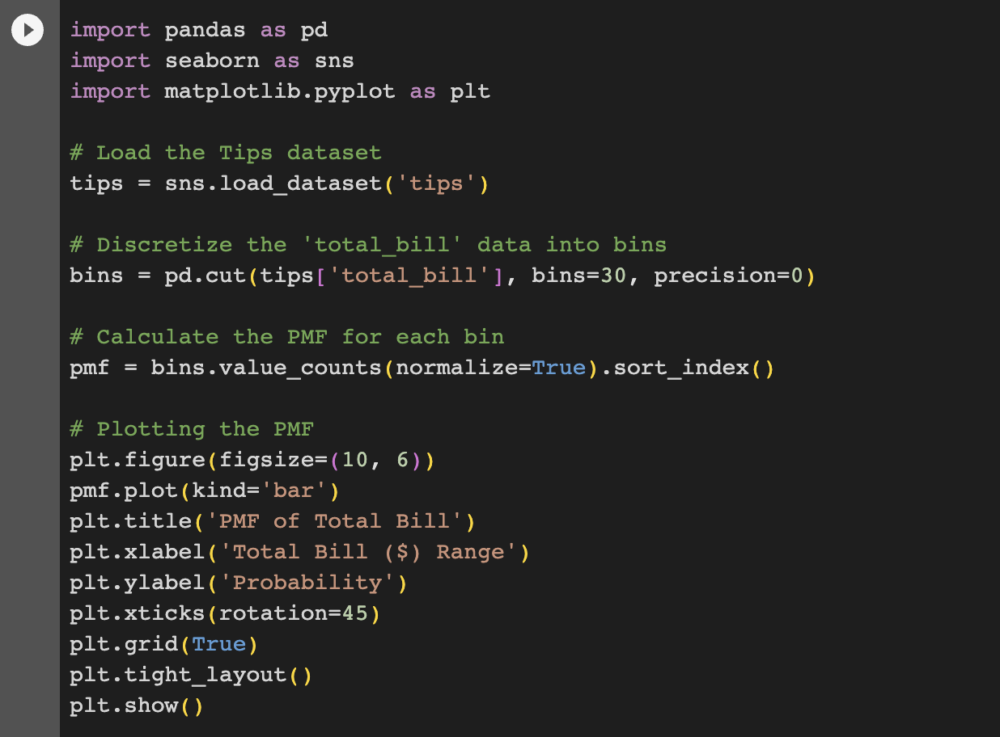 import pandas as pd
import seaborn as sns
import matplotlib.pyplot as plt

# Load the Tips dataset
tips = sns.load_dataset('tips')

# Discretize the 'total_bill' data into bins
bins = pd.cut(tips['total_bill'], bins=30, precision=0)

# Calculate the PMF for each bin
pmf = bins.value_counts(normalize=True).sort_index()

# Plotting the PMF
plt.figure(figsize=(10, 6))
pmf.plot(kind='bar')
plt.title('PMF of Total Bill')
plt.xlabel('Total Bill ($) Range')
plt.ylabel('Probability')
plt.xticks(rotation=45)
plt.grid(True)
plt.tight_layout()
plt.show()